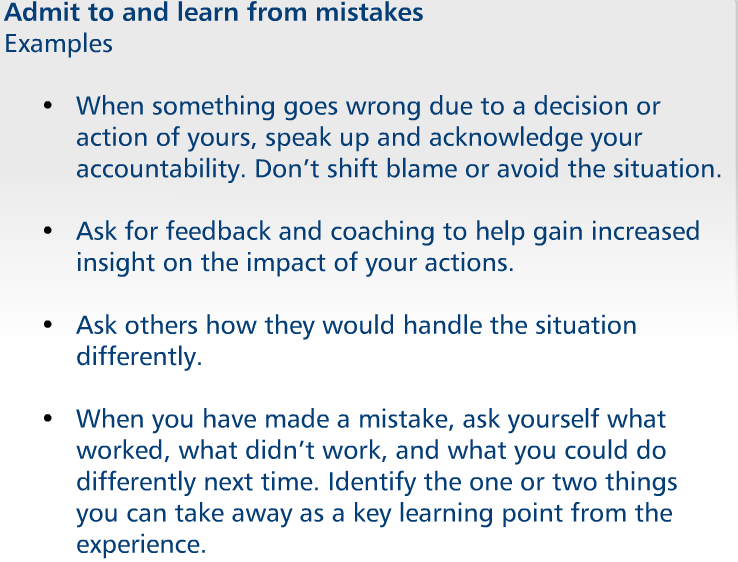 Admit to and learn from mistakes
Examples
• When something goes wrong due to a decision or
action of yours, speak up and acknowledge your
accountability. Don’t shift blame or avoid the situation.
• Ask for feedback and coaching to help gain increased
insight on the impact of your actions.
• Ask others how they would handle the situation
differently.
• When you have made a mistake, ask yourself what
worked, what didn’t work, and what you could do
differently next time. Identify the one or two things
you can take away as a key learning point from the
experience.